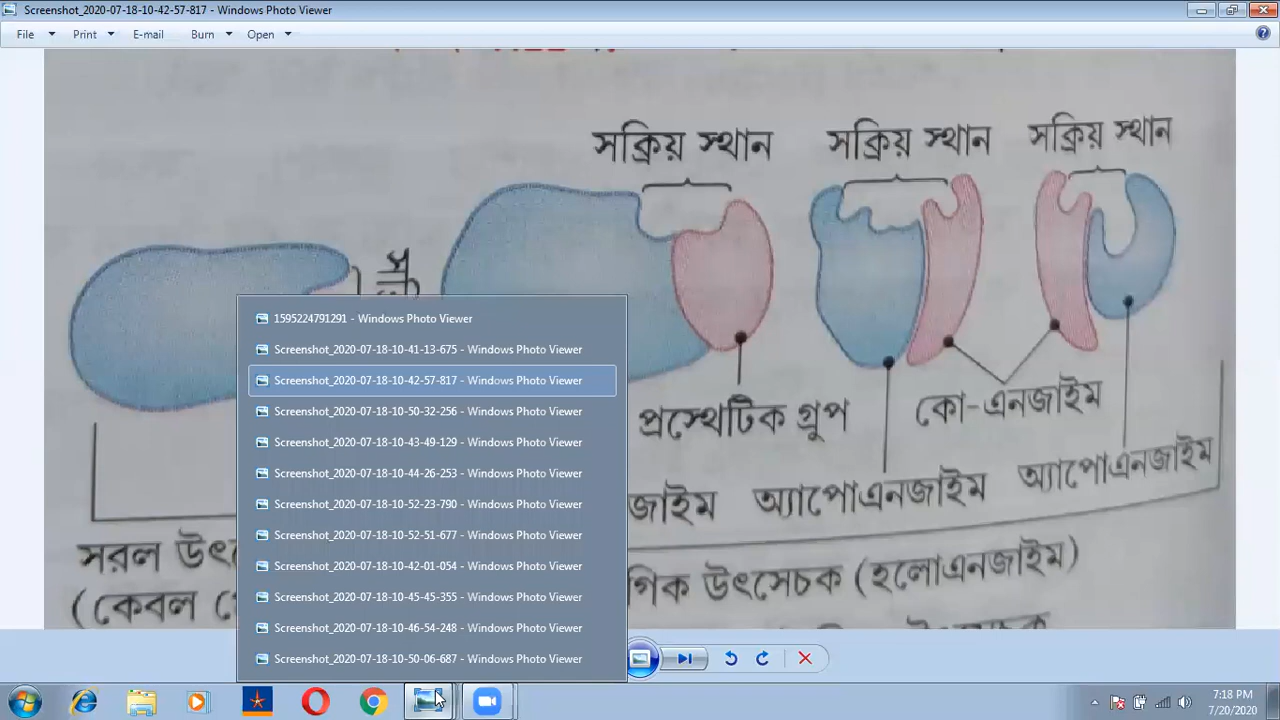 Screenshot_2020-07-18-10-42-57-817 - Windows Photo Viewer
File Print E-mail Burn Open
সক্রিয় স্থান সক্রিয় স্থান সক্রিয় স্থান
1595224791291 - Windows Photo Viewer
Screenshot_2020-07-18-10-41-13-675 - Windows Photo Viewer
Screenshot_2020-07-18-10-42-57-817 - Windows Photo Viewer
Screenshot_2020-07-18-10-50-32-256 - Windows Photo Viewer
Screenshot_2020-07-18-10-43-49-129 - Windows Photo Viewer
Screenshot_2020-07-18-10-44-26-253 - Windows Photo Viewer
Screenshot_2020-07-18-10-52-23-790 - Windows Photo Viewer
Screenshot_2020-07-18-10-52-51-677 - Windows Photo Viewer
Screenshot_2020-07-18-10-42-01-054 - Windows Photo Viewer
Screenshot_2020-07-18-10-45-45-355 - Windows Photo Viewer
Screenshot_2020-07-18-10-46-54-248 - Windows Photo Viewer
Screenshot_2020-07-18-10-50-06-687 - Windows Photo Viewer
প্রস্থেটিক গ্রুপ কো-এনজাইম
জাইম অ্যাপোএনজাইম অ্যাপোএনজাইম
সরল গিক উৎসেচক (হলোএনজাইম)
(কেবল
7:18 PM
7/20/2020